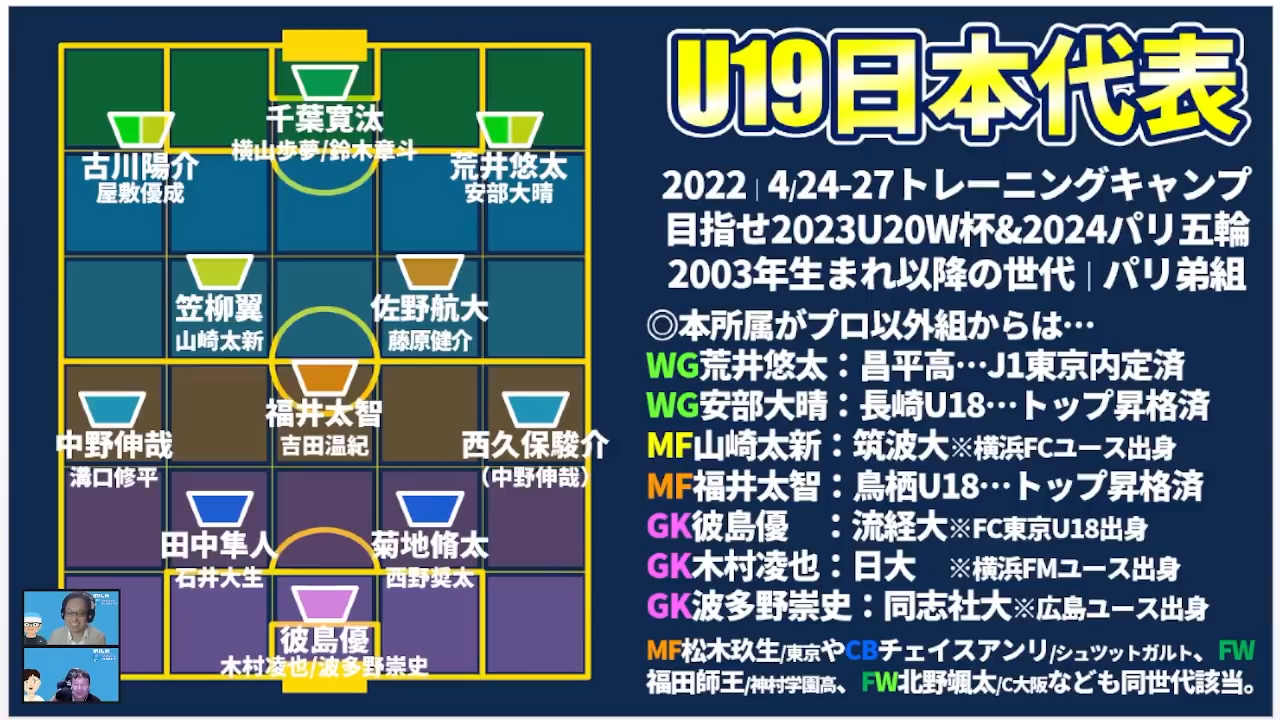 U19日本代表
千葉寛汰
横山歩夢/鈴木章斗
古川陽介
屋敷優成
荒井悠太
安部大晴
笠柳翼
山崎太新
佐野航大
藤原健介
福井太智
吉田温紀
中野伸哉
溝口修平
西久保駿介
(中野伸哉)
田中隼人
石井大生
菊地脩太
西野奨太
彼島優
木村凌也/波多野崇史
2022|4/24-27トレーニングキャンプ
目指せ2023U20W杯&2024パリ五輪
2003年生まれ以降の世代|パリ弟組
◎本所属がプロ以外組からは…
WG荒井悠太：昌平高…J1東京内定済
WG安部大晴：長崎U18…トップ昇格済
MF山崎太新：筑波大※横浜FCユース出身
MF福井太智：鳥栖U18…トップ昇格済
GK彼島優　：流経大※FC東京U18出身
GK木村凌也：日大　※横浜FMユース出身
GK波多野崇史：同志社大※広島ユース出身
MF松木玖生/東京やCBチェイスアンリ/シュツットガルト、FW
福田師王/神村学園高、FW北野颯太/C大阪なども同世代該当。